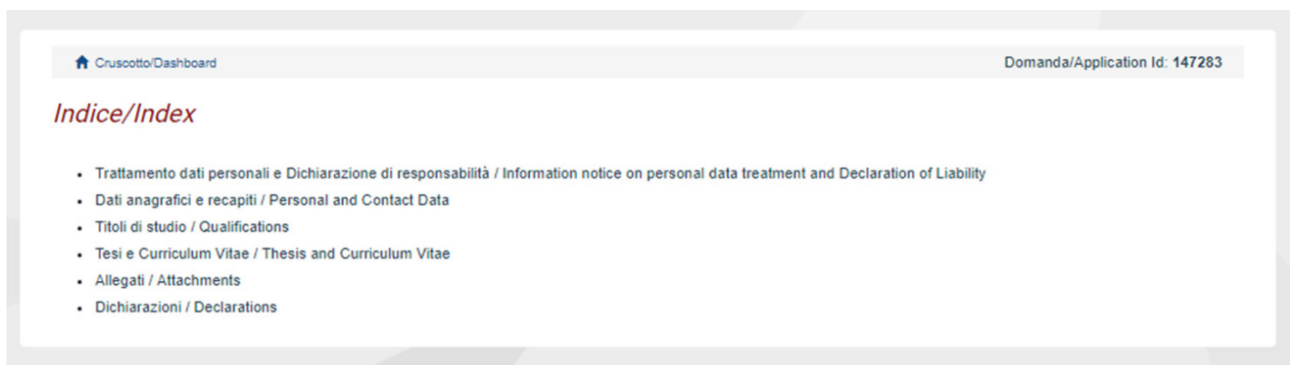 Cruscotto/Dashboard
Domanda/Application Id: 147283
Indice/Index
Trattamento dati personali e Dichiarazione di responsabilità / Information notice on personal data treatment and Declaration of Liability
Dati anagrafici e recapiti / Personal and Contact Data
Titoli di studio / Qualifications
Tesi e Curriculum Vitae / Thesis and Curriculum Vitae
Allegati / Attachments
Dichiarazioni / Declarations